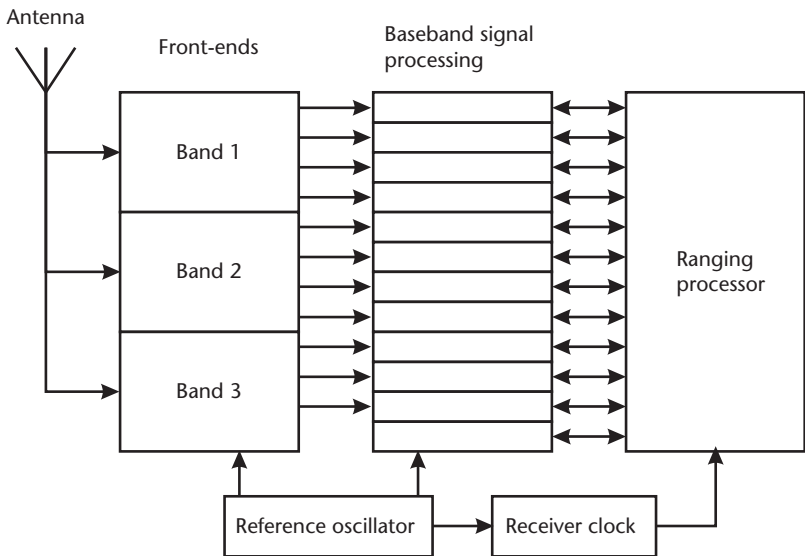 Antenna
Front-ends
Baseband signal
processing
Band 1
Band 2
Band 3
Ranging
processor
Reference oscillator
Receiver clock